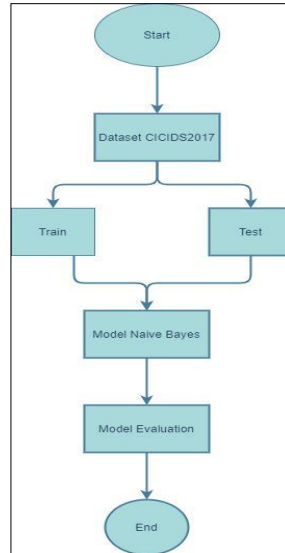 Start
Dataset CICIDS2017
Train
Test
Model Naive Bayes
Model Evaluation
End